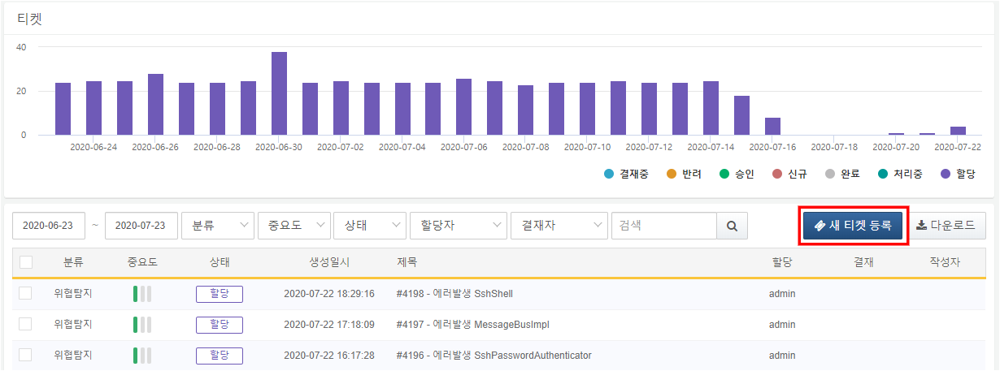 티켓
40
20
0
2020-06-24 2020-06-26 2020-06-28 2020-06-30 2020-07-02 2020-07-04 2020-07-06 2020-07-08 2020-07-10 2020-07-12 2020-07-14 2020-07-16 2020-07-18 2020-07-20 2020-07-22
결재중 반려 승인 신규 완료 처리중 할당
2020-06-23 ~ 2020-07-23 분류 중요도 상태 할당자 결재자 검색 새 티켓 등록 다운로드
분류 중요도 상태 생성일시 제목 할당 결재 작성자
위협탐지 할당 2020-07-22 18:29:16 #4198 - 에러발생 SshShell admin
위협탐지 할당 2020-07-22 17:18:09 #4197 - 에러발생 MessageBusImpl admin
위협탐지 할당 2020-07-22 16:17:28 #4196 - 에러발생 SshPasswordAuthenticator admin